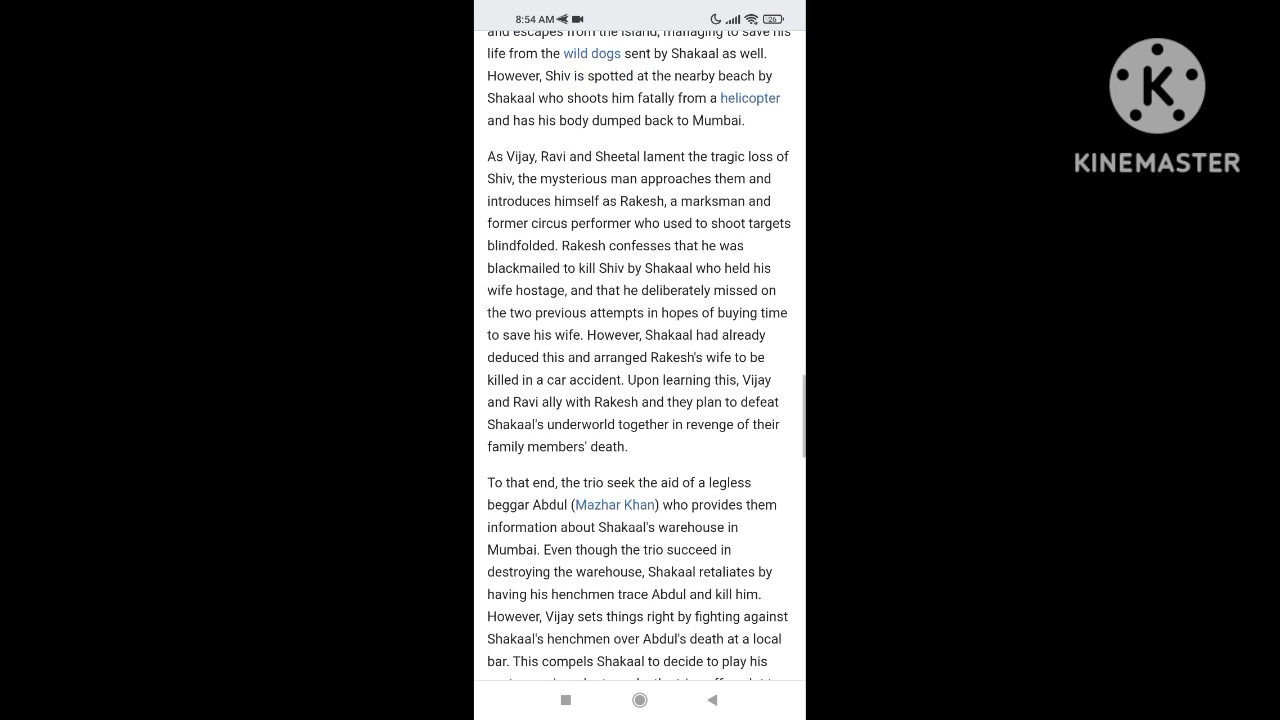 8:54 AM
26
and escapes from the island, managing to save his
life from the wild dogs sent by Shakaal as well.
However, Shiv is spotted at the nearby beach by
Shakaal who shoots him fatally from a helicopter
and has his body dumped back to Mumbai.
As Vijay, Ravi and Sheetal lament the tragic loss of
Shiv, the mysterious man approaches them and
introduces himself as Rakesh, a marksman and
former circus performer who used to shoot targets
blindfolded. Rakesh confesses that he was
blackmailed to kill Shiv by Shakaal who held his
wife hostage, and that he deliberately missed on
the two previous attempts in hopes of buying time
to save his wife. However, Shakaal had already
deduced this and arranged Rakesh's wife to be
killed in a car accident. Upon learning this, Vijay
and Ravi ally with Rakesh and they plan to defeat
Shakaal's underworld together in revenge of their
family members' death.
To that end, the trio seek the aid of a legless
beggar Abdul (Mazhar Khan) who provides them
information about Shakaal's warehouse in
Mumbai. Even though the trio succeed in
destroying the warehouse, Shakaal retaliates by
having his henchmen trace Abdul and kill him.
However, Vijay sets things right by fighting against
Shakaal's henchmen over Abdul's death at a local
bar. This compels Shakaal to decide to play his
K
KINEMASTER